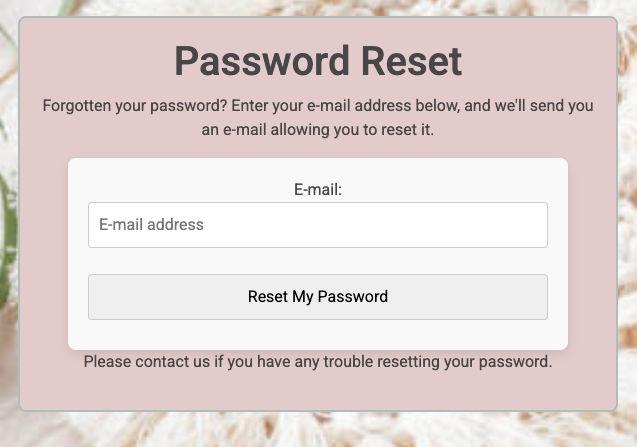 Password Reset
Forgotten your password? Enter your e-mail address below, and we'll send you
an e-mail allowing you to reset it.
E-mail:
E-mail address
Reset My Password
Please contact us if you have any trouble resetting your password.